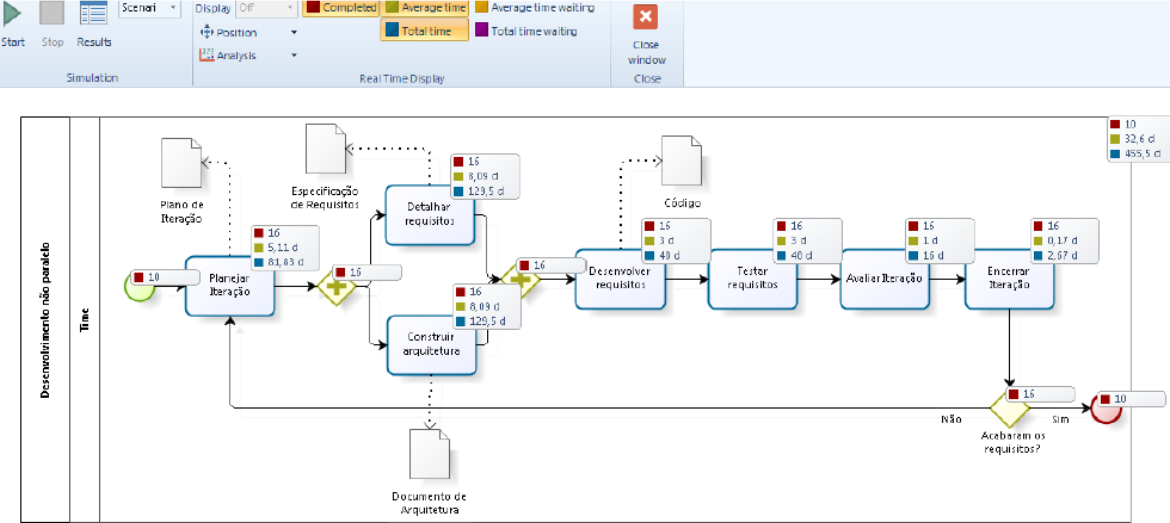 Start
Stop
Results
Scenari
Simulation
Display Off
Position
Analysis
Completed
Average time
Average time waiting
Total time
Total time waiting
Real Time Display
Close
window
Close
Desenvolvimento não paralelo
Time
10
32,6 d
455,5 d
Plano de
Iteração
Especificação
de Requisitos
16
8,09 d
129,5 d
Detalhar
requisitos
Código
10
16
5,11 d
81,83 d
Planejar
Iteração
16
16
16
3 d
48 d
Desenvolver
requisitos
16
3 d
48 d
Testar
requisitos
16
1 d
16 d
Avaliar Iteração
16
0,17 d
2,67 d
Encerrar
Iteração
16
8,09 d
129,5 d
Construir
arquitetura
16
10
Não
Sim
Acabaram os
requisitos?
Documento de
Arquitetura